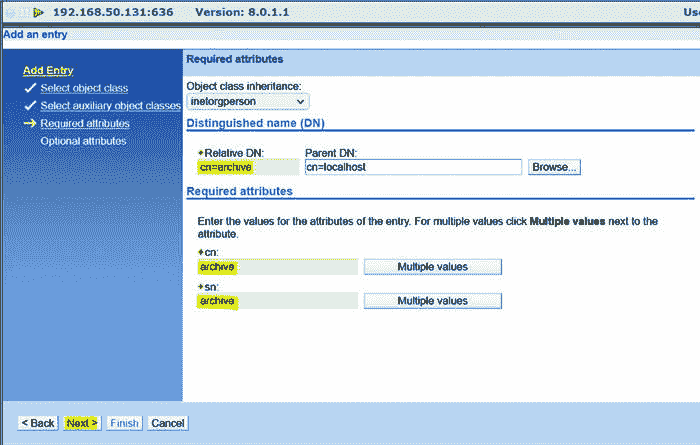 192.168.50.131:636 Version: 8.0.1.1 Us
Add an entry
Add Entry
Select object class
Select auxiliary object classes
Required attributes
Optional attributes
Required attributes
Object class inheritance:
inetorgperson
Distinguished name (DN)
Relative DN: Parent DN:
cn=archive cn=localhost Browse...
Required attributes
Enter the values for the attributes of the entry. For multiple values click Multiple values next to the
attribute.
cn:
archive Multiple values
sn:
archive Multiple values
< Back Next > Finish Cancel